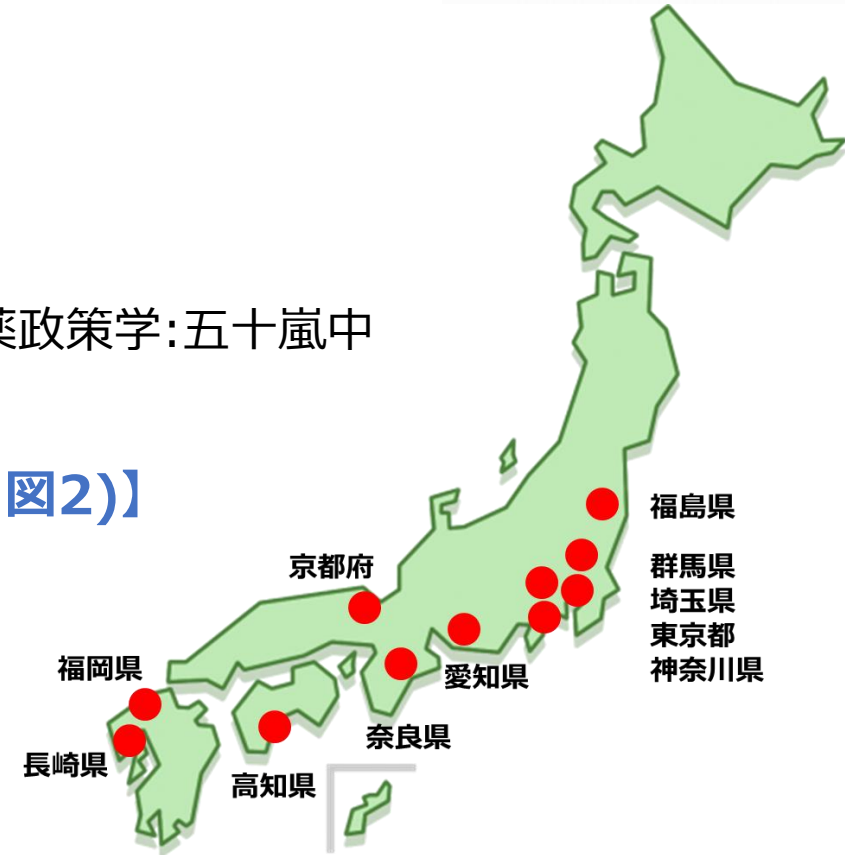 薬政策学:五十嵐中
図2)】
福島県
京都府
群馬県
埼玉県
東京都
神奈川県
福岡県
愛知県
奈良県
長崎県
高知県